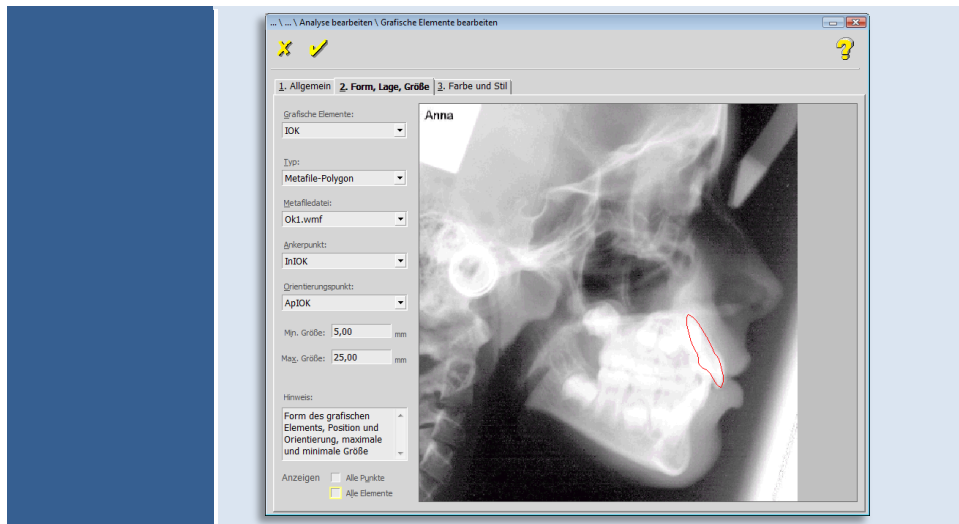 ... \ ... \ Analyse bearbeiten \ Grafische Elemente bearbeiten
1. Allgemein 2. Form, Lage, Größe 3. Farbe und Stil
Grafische Elemente:
IOK
Typ:
Metafile-Polygon
Metafiledatei:
Ok1.wmf
Ankerpunkt:
InIOK
Orientierungspunkt:
ApIOK
Min. Größe: 5,00 mm
Max. Größe: 25,00 mm
Hinweis:
Form des grafischen
Elements, Position und
Orientierung, maximale
und minimale Größe
Anzeigen Alle Punkte
Alle Elemente
Anna